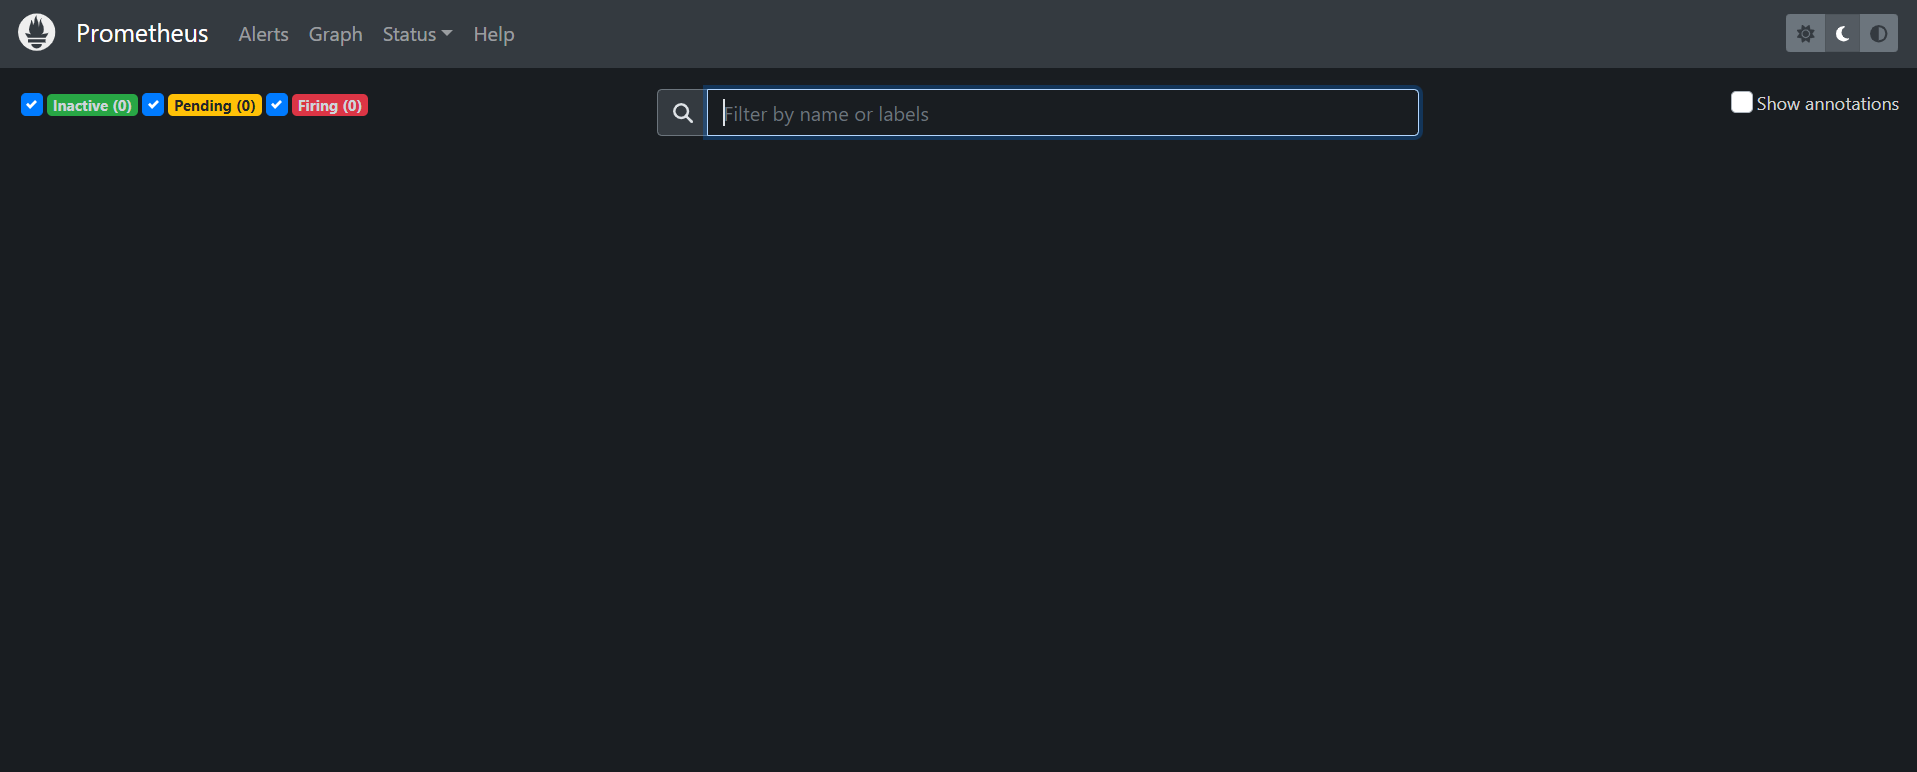 Prometheus Alerts Graph Status Help
Inactive (0) Pending (0) Firing (0) Filter by name or labels Show annotations